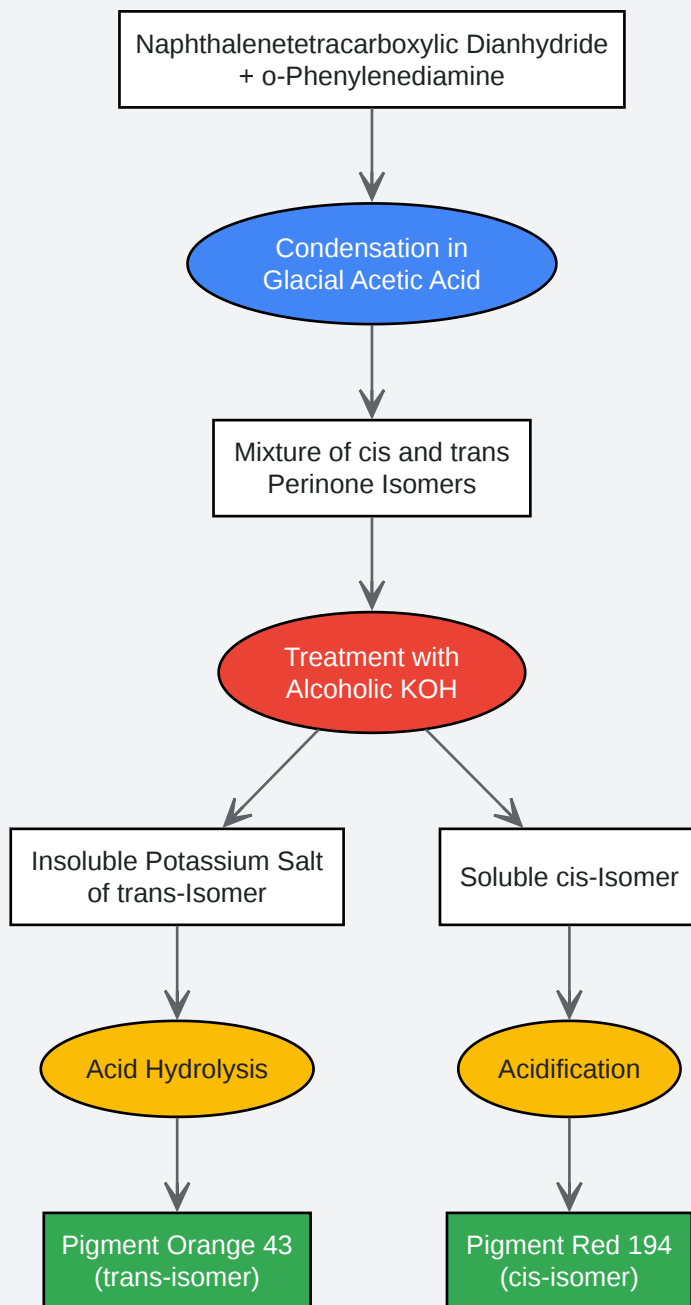 Naphthalenetetracarboxylic Dianhydride
+ o-Phenylenediamine
Condensation in
Glacial Acetic Acid
Mixture of cis and trans
Perinone Isomers
Treatment with
Alcoholic KOH
Insoluble Potassium Salt
of trans-Isomer
Soluble cis-Isomer
Acid Hydrolysis
Acidification
Pigment Orange 43
(trans-isomer)
Pigment Red 194
(cis-isomer)